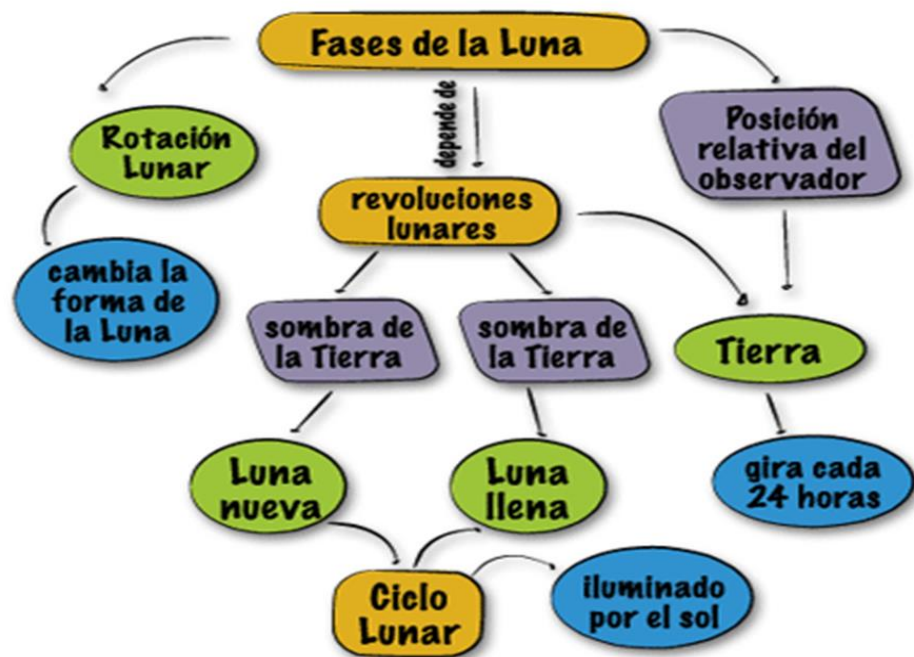 Fases de la Luna
depende de
Rotación
Lunar
Posición
relativa del
observador
revoluciones
lunares
cambia la
forma de
la Luna
sombra de
la Tierra
sombra de
la Tierra
Tierra
Luna
nueva
Luna
llena
gira cada
24 horas
Ciclo
Lunar
iluminado
por el sol